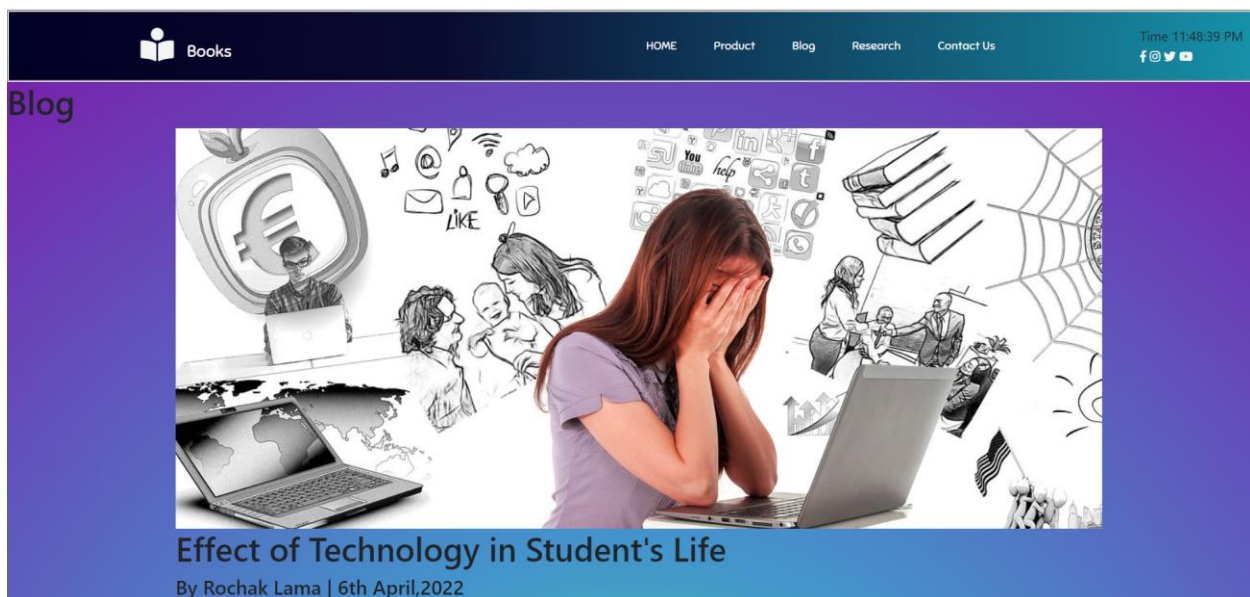 Books
HOME Product Blog Research Contact Us
Time 11:48:39 PM
Blog
LIKE
You
help
in
Effect of Technology in Student's Life
By Rochak Lama | 6th April,2022